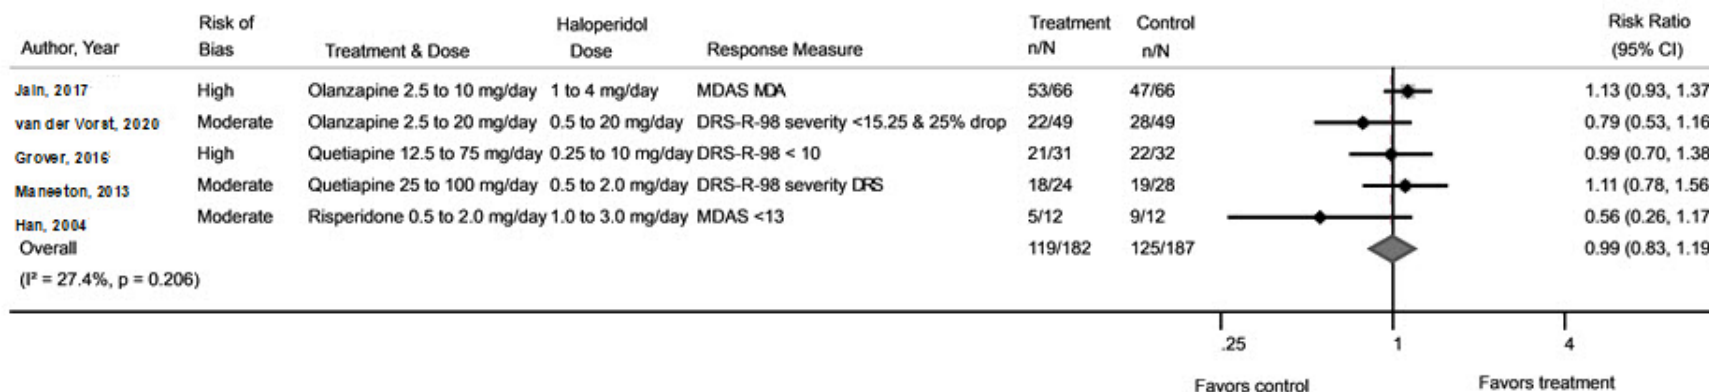 Author, Year Risk of Bias Treatment & Dose Haloperidol Dose Response Measure Treatment n/N Control n/N Risk Ratio (95% CI)
Jain, 2017 High Olanzapine 2.5 to 10 mg/day 1 to 4 mg/day MDAS MDA 53/66 47/66 1.13 (0.93, 1.37
van der Vorst, 2020 Moderate Olanzapine 2.5 to 20 mg/day 0.5 to 20 mg/day DRS-R-98 severity <15.25 & 25% drop 22/49 28/49 0.79 (0.53, 1.16
Grover, 2016 High Quetiapine 12.5 to 75 mg/day 0.25 to 10 mg/day DRS-R-98 < 10 21/31 22/32 0.99 (0.70, 1.38
Maneeton, 2013 Moderate Quetiapine 25 to 100 mg/day 0.5 to 2.0 mg/day DRS-R-98 severity DRS 18/24 19/28 1.11 (0.78, 1.56
Han, 2004 Moderate Risperidone 0.5 to 2.0 mg/day 1.0 to 3.0 mg/day MDAS <13 5/12 9/12 0.56 (0.26, 1.17
Overall 119/182 125/187 0.99 (0.83, 1.19
(I² = 27.4%, p = 0.206)
.25 1 4
Favors control Favors treatment